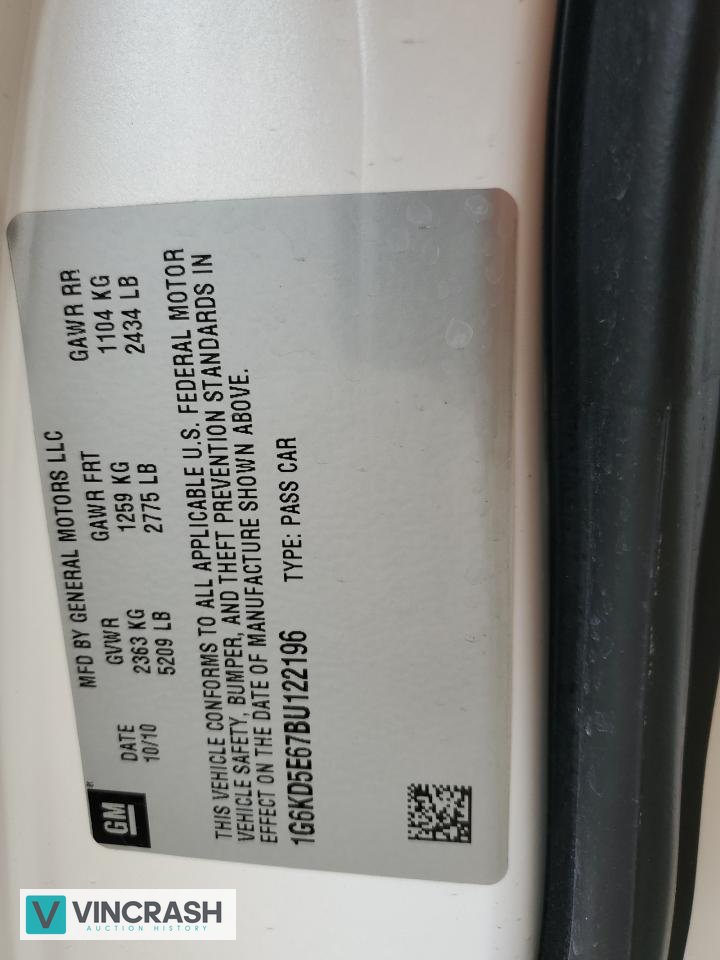 GM
MFD BY GENERAL MOTORS LLC
DATE GVWR GAWR FRT GAWR RR
10/10 2363 KG 1259 KG 1104 KG
5209 LB 2775 LB 2434 LB
THIS VEHICLE CONFORMS TO ALL APPLICABLE U.S. FEDERAL MOTOR
VEHICLE SAFETY, BUMPER, AND THEFT PREVENTION STANDARDS IN
EFFECT ON THE DATE OF MANUFACTURE SHOWN ABOVE.
1G6KD5E67BU122196 TYPE: PASS CAR
V VINCRASH
AUCTION HISTORY